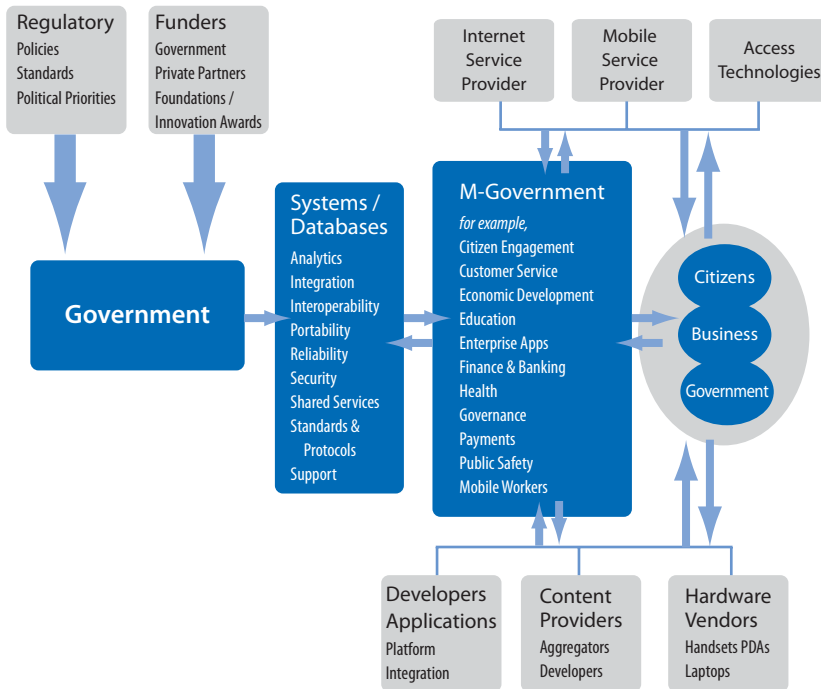 Regulatory
Policies
Standards
Political Priorities
Funders
Government
Private Partners
Foundations /
Innovation Awards
Internet
Service
Provider
Mobile
Service
Provider
Access
Technologies
Government
Systems /
Databases
Analytics
Integration
Interoperability
Portability
Reliability
Security
Shared Services
Standards &
Protocols
Support
M-Government
for example,
Citizen Engagement
Customer Service
Economic Development
Education
Enterprise Apps
Finance & Banking
Health
Governance
Payments
Public Safety
Mobile Workers
Citizens
Business
Government
Developers
Applications
Platform
Integration
Content
Providers
Aggregators
Developers
Hardware
Vendors
Handsets PDAs
Laptops